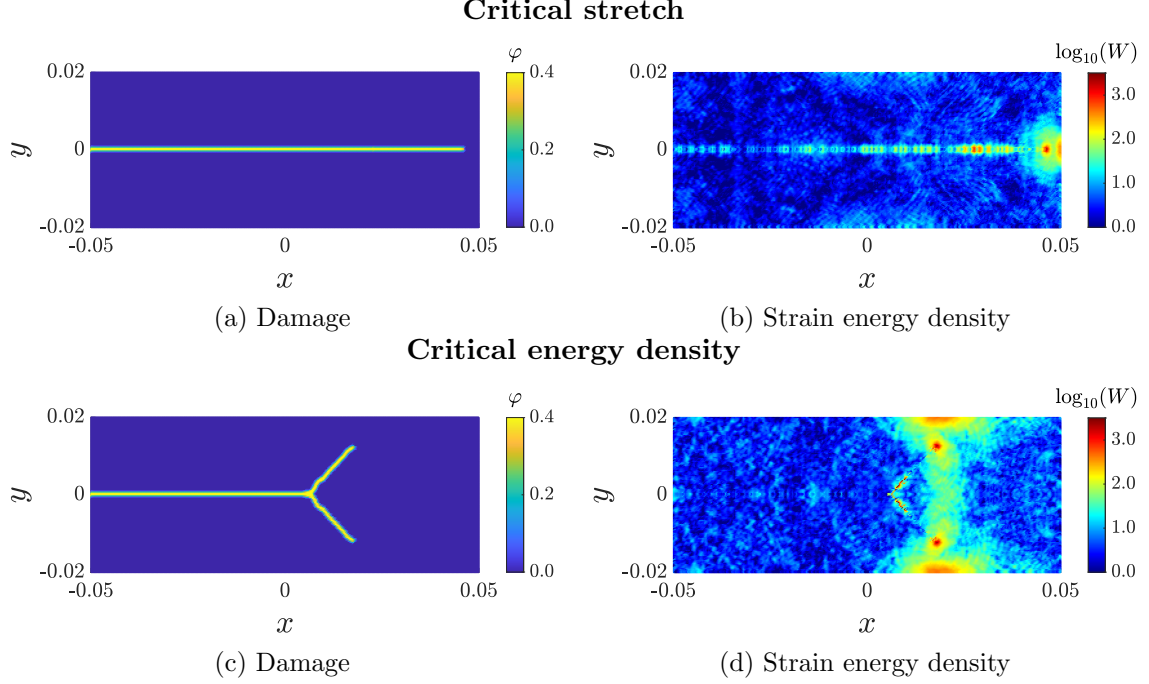 Critical stretch
φ
log₁₀(W)
0.02
0
-0.02
y
-0.05
0
0.05
x
0.4
0.2
0.0
0.02
0
-0.02
y
-0.05
0
0.05
x
3.0
2.0
1.0
0.0
(a) Damage
(b) Strain energy density
Critical energy density
φ
log₁₀(W)
0.02
0
-0.02
y
-0.05
0
0.05
x
0.4
0.2
0.0
0.02
0
-0.02
y
-0.05
0
0.05
x
3.0
2.0
1.0
0.0
(c) Damage
(d) Strain energy density